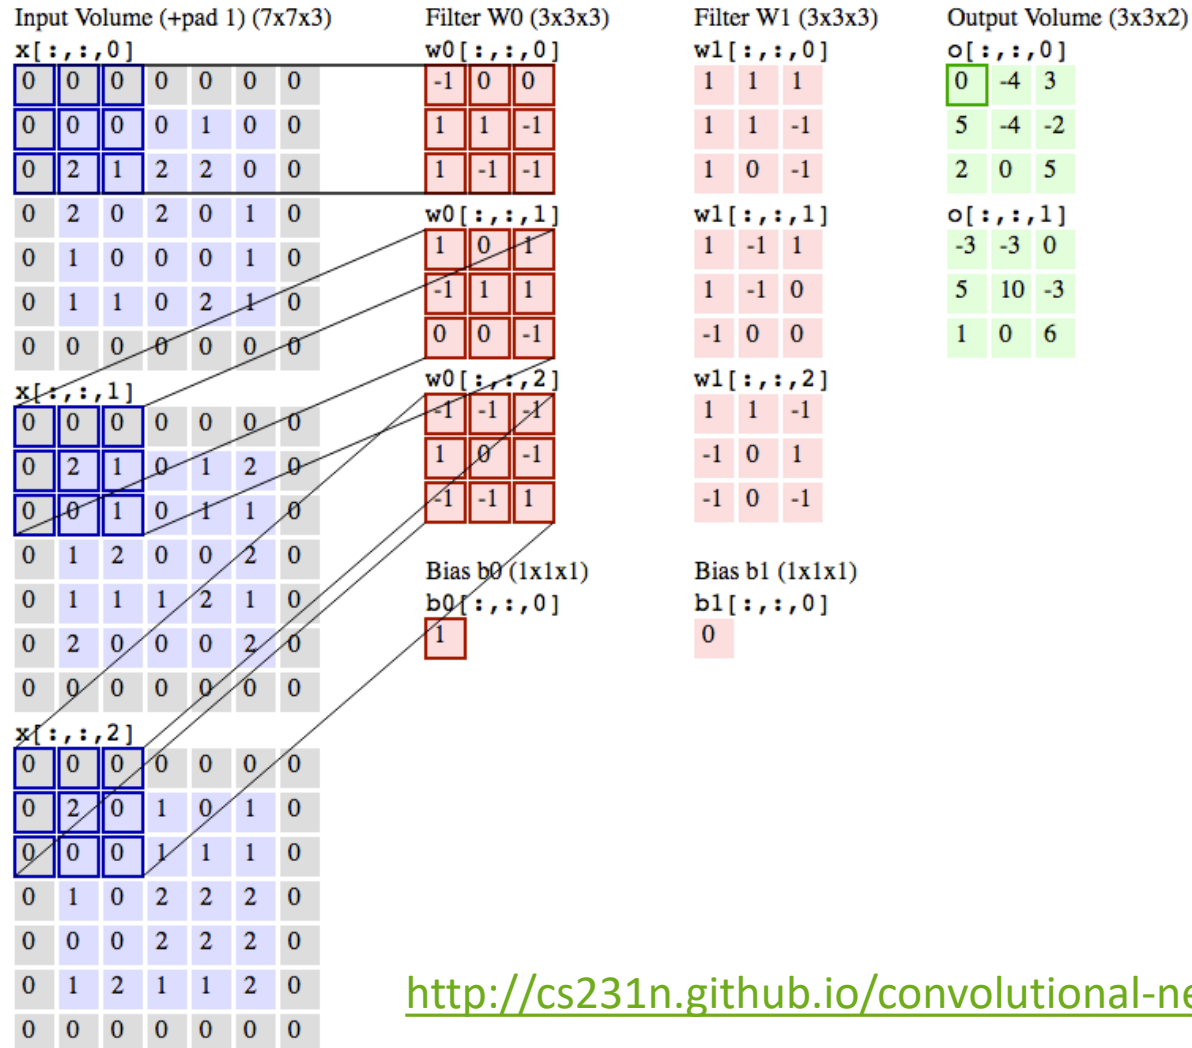 Input Volume (+pad 1) (7x7x3)
x[:,:,0]
0 0 0 0 0 0 0
0 0 0 0 1 0 0
0 2 1 2 2 0 0
0 2 0 2 0 1 0
0 1 0 0 0 1 0
0 1 1 0 2 1 0
0 0 0 0 0 0 0
x[:,:,1]
0 0 0 0 0 0 0
0 2 1 0 1 2 0
0 0 1 0 1 1 0
0 1 2 0 0 2 0
0 1 1 1 2 1 0
0 2 0 0 0 2 0
0 0 0 0 0 0 0
x[:,:,2]
0 0 0 0 0 0 0
0 2 0 1 0 1 0
0 0 0 1 1 1 0
0 1 0 2 2 2 0
0 0 0 2 2 2 0
0 1 2 1 1 2 0
0 0 0 0 0 0 0
Filter W0 (3x3x3)
w0[:,:,0]
-1 0 0
1 1 -1
1 -1 -1
w0[:,:,1]
1 0 1
-1 1 1
0 0 -1
w0[:,:,2]
-1 -1 -1
1 0 -1
-1 -1 1
Bias b0 (1x1x1)
b0[:,:,0]
1
Filter W1 (3x3x3)
w1[:,:,0]
1 1 1
1 1 -1
1 0 -1
w1[:,:,1]
1 -1 1
1 -1 0
-1 0 0
w1[:,:,2]
1 1 -1
-1 0 1
-1 0 -1
Bias b1 (1x1x1)
b1[:,:,0]
0
Output Volume (3x3x2)
o[:,:,0]
0 -4 3
5 -4 -2
2 0 5
o[:,:,1]
-3 -3 0
5 10 -3
1 0 6
http://cs231n.github.io/convolutional-ne